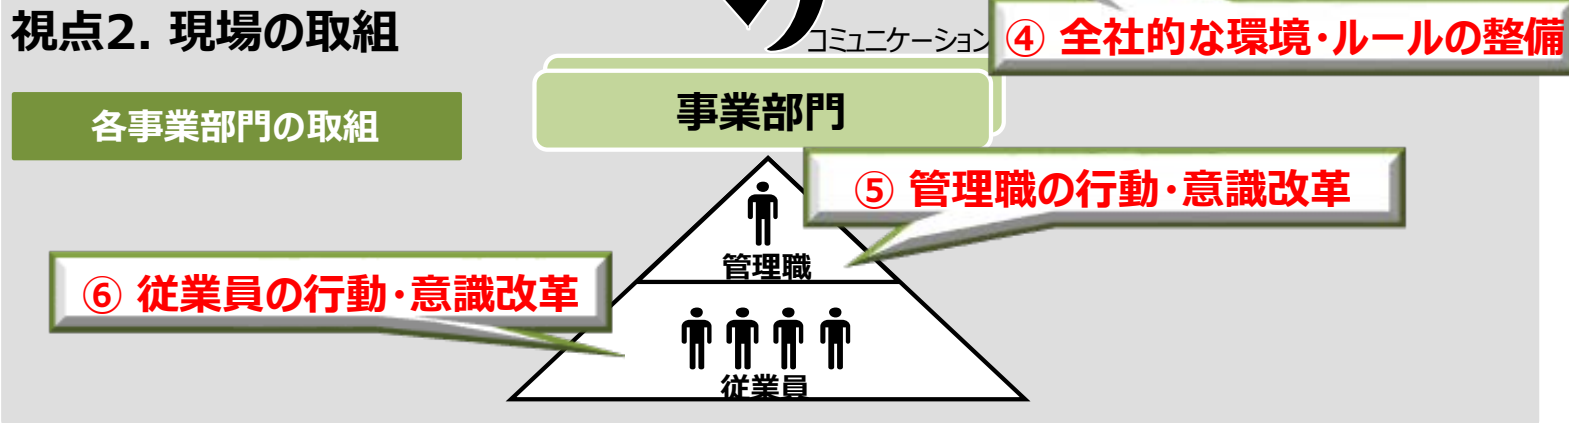 視点2. 現場の取組
コミュニケーション
④ 全社的な環境・ルールの整備
各事業部門の取組
事業部門
⑤ 管理職の行動・意識改革
管理職
⑥ 従業員の行動・意識改革
従業員